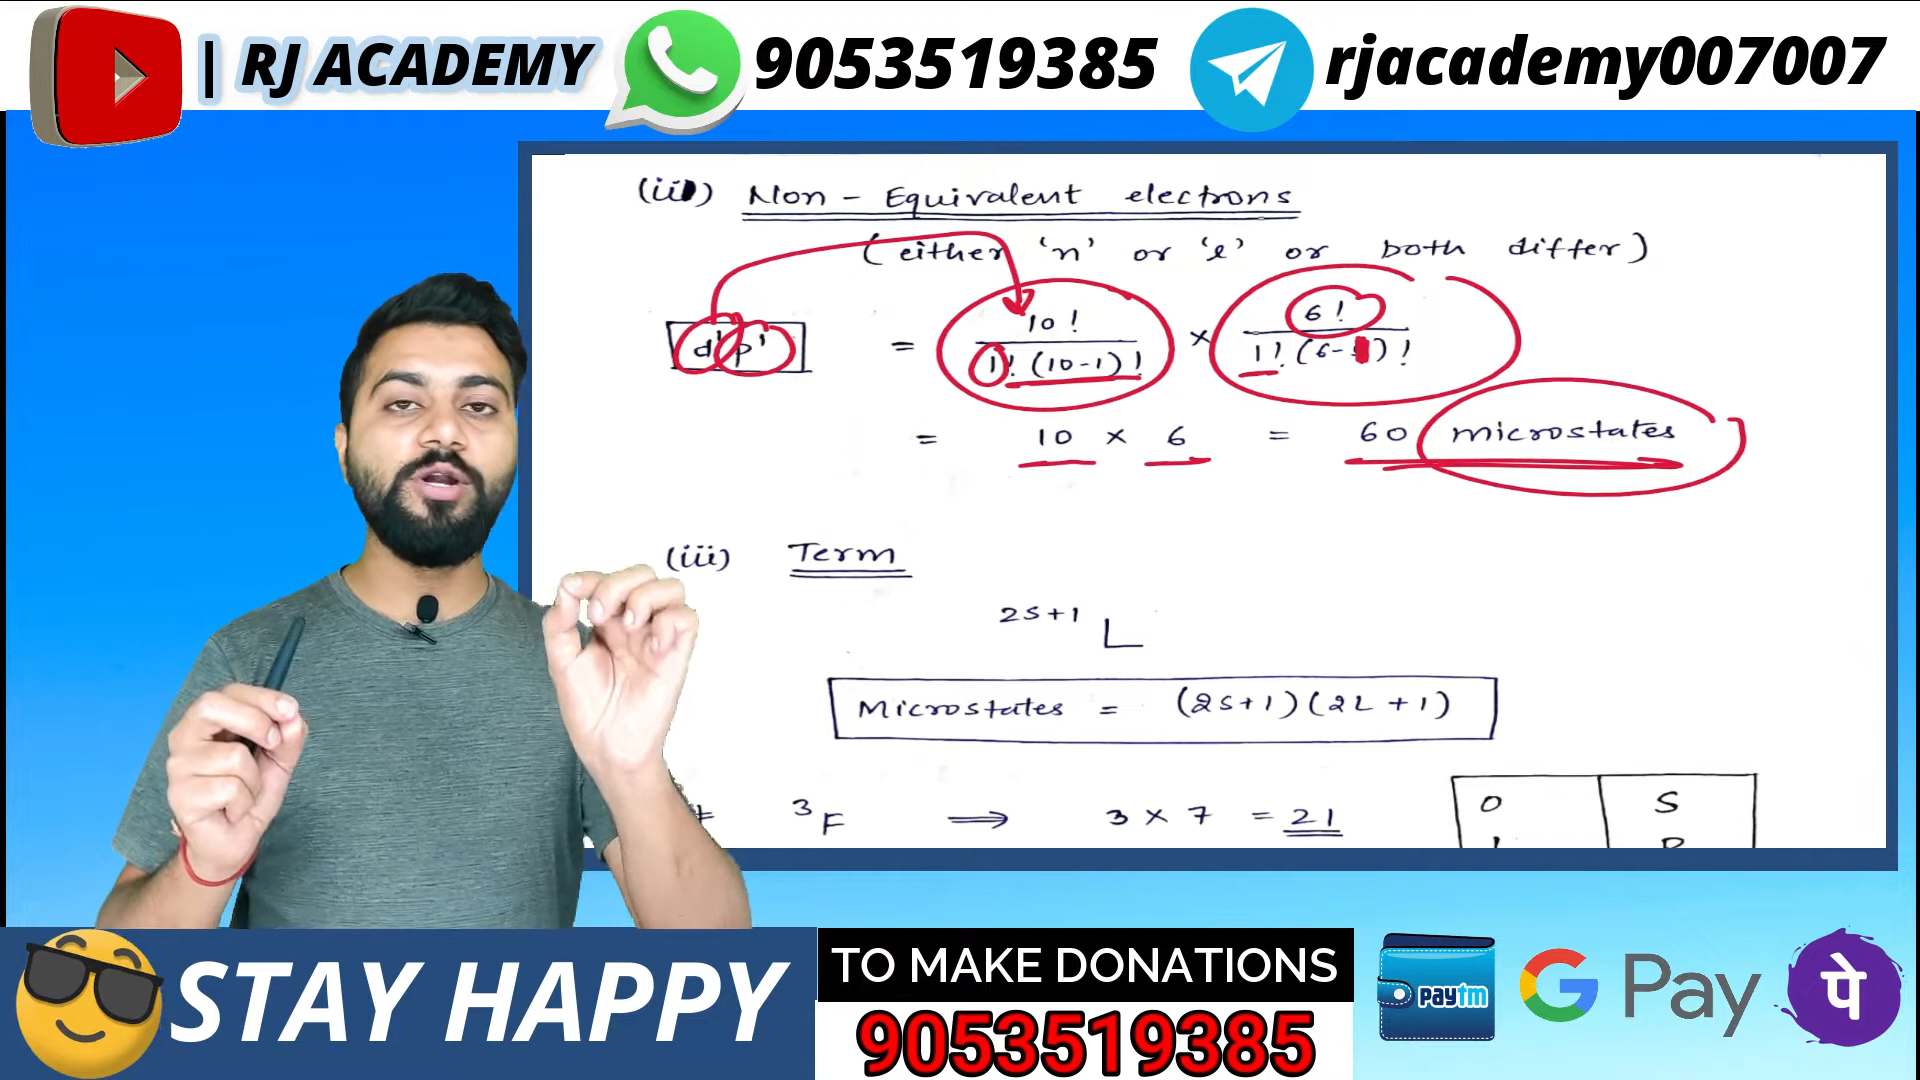 | RJ ACADEMY 9053519385 rjacademy007007
(ii) Non - Equivalent electrons
(either 'n' or 'l' or both differ)
d¹p¹ = 10! / 1!(10-1)! × 6! / 1!(6-1)!
= 10 × 6 = 60 microstates
(iii) Term
2S+1 L
Microstates = (2S+1)(2L+1)
³F ⟹ 3 × 7 = 21
0 S
STAY HAPPY
TO MAKE DONATIONS
9053519385
paytm
G Pay
पे